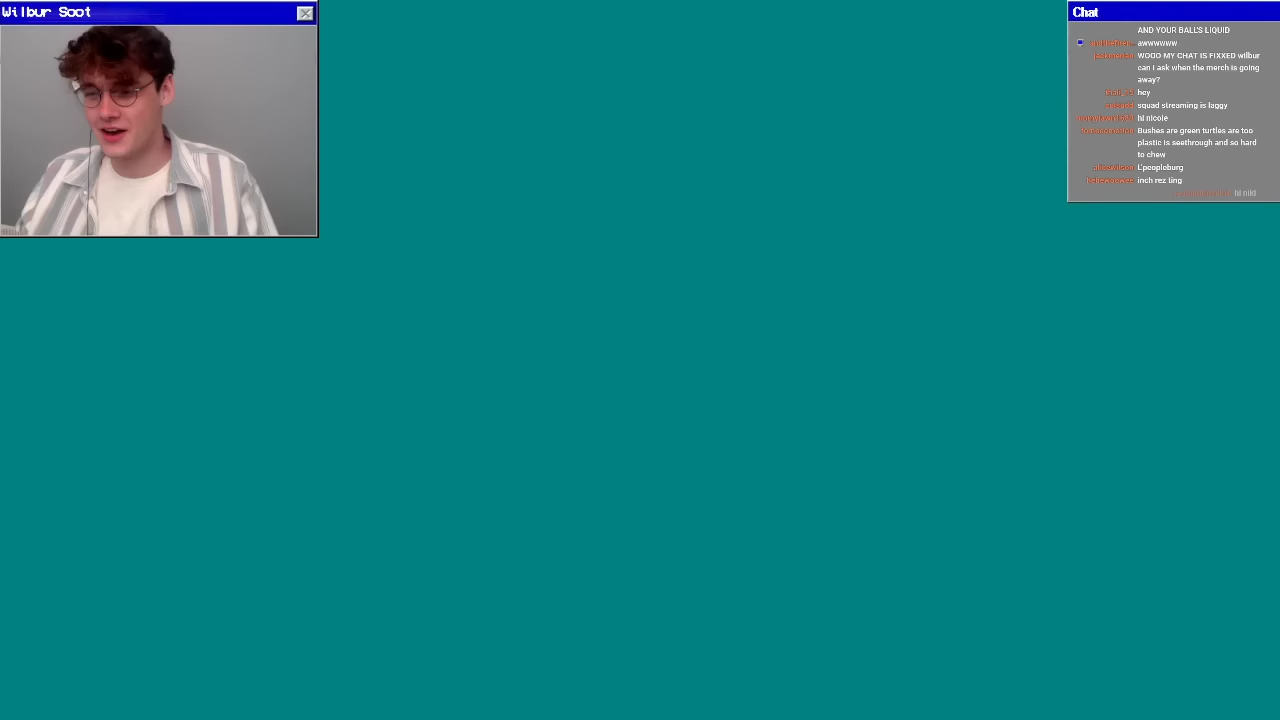 Wilbur Soot
Chat
AND YOUR BALLS LIQUID
awwwwww
WOOO MY CHAT IS FIXXED wilbur
can I ask when the merch is going
away?
hey
squad streaming is laggy
hi nicole
Bushes are green turtles are too
plastic is seethrough and so hard
to chew
L'peopleburg
inch rez ting
hi niki